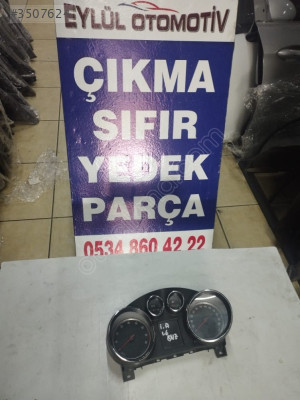 #350762
EYLÜL OTOMOTİV
ÇIKMA
SIFIR
YEDEK
PARÇA
0534 860 42 22